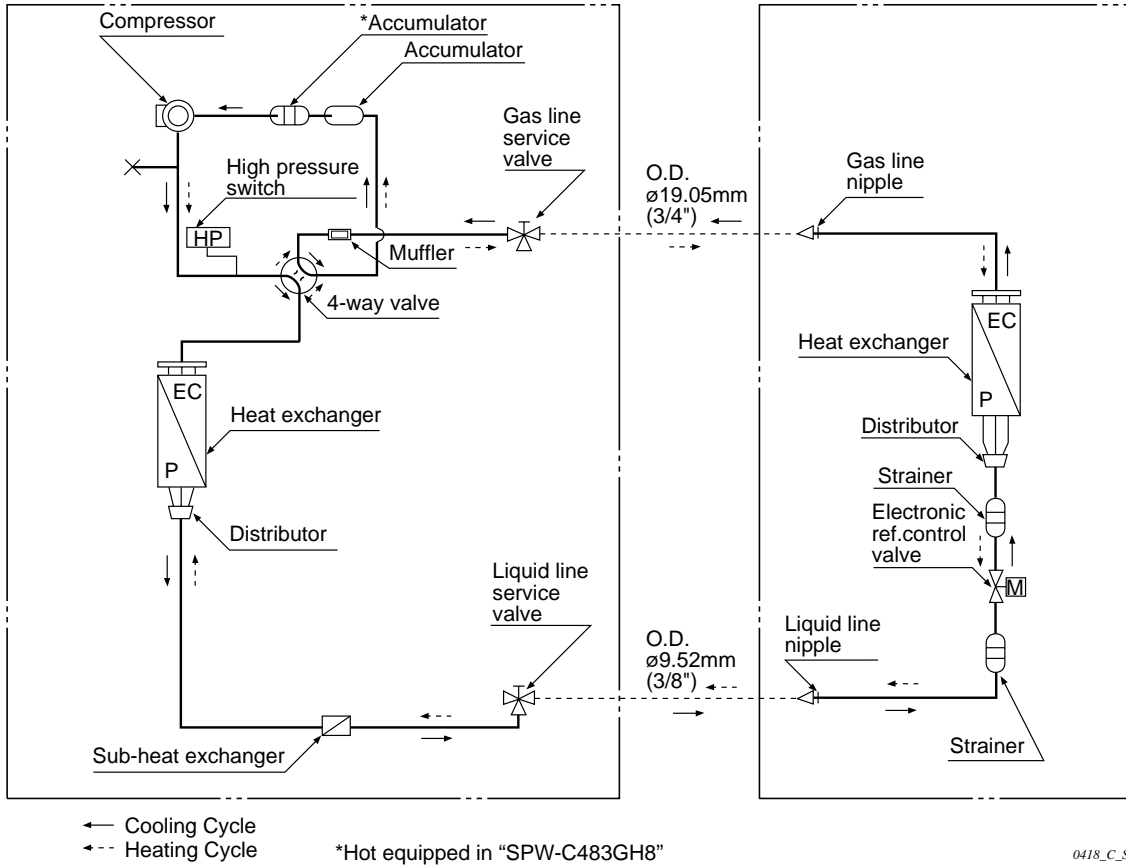 Compressor
*Accumulator
Accumulator
High pressure
switch
HP
Muffler
4-way valve
Gas line
service
valve
O.D.
ø19.05mm
(3/4")
Gas line
nipple
EC
Heat exchanger
P
Distributor
EC
Heat exchanger
P
Distributor
Strainer
Electronic
ref.control
valve
M
Liquid line
service
valve
O.D.
ø9.52mm
(3/8")
Liquid line
nipple
Sub-heat exchanger
Strainer
Cooling Cycle
Heating Cycle
*Hot equipped in “SPW-C483GH8”
0418_C_S